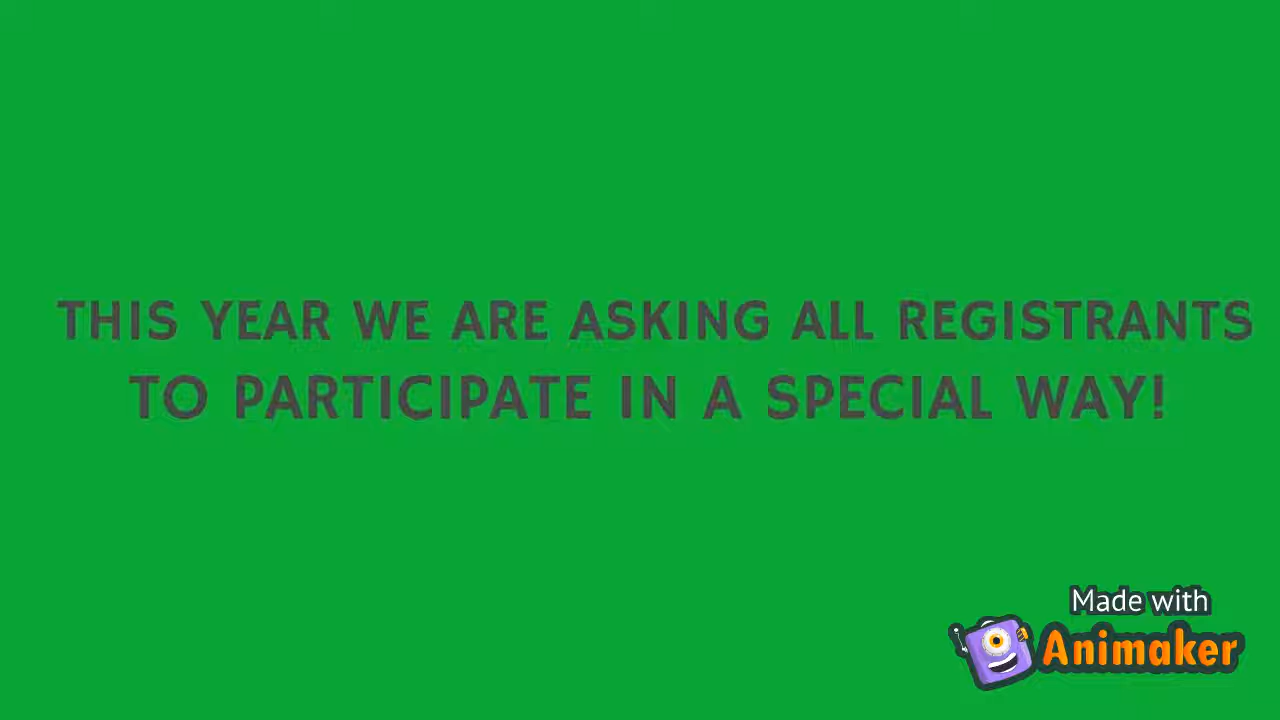 THIS YEAR WE ARE ASKING ALL REGISTRANTS
TO PARTICIPATE IN A SPECIAL WAY!
Made with
Animaker